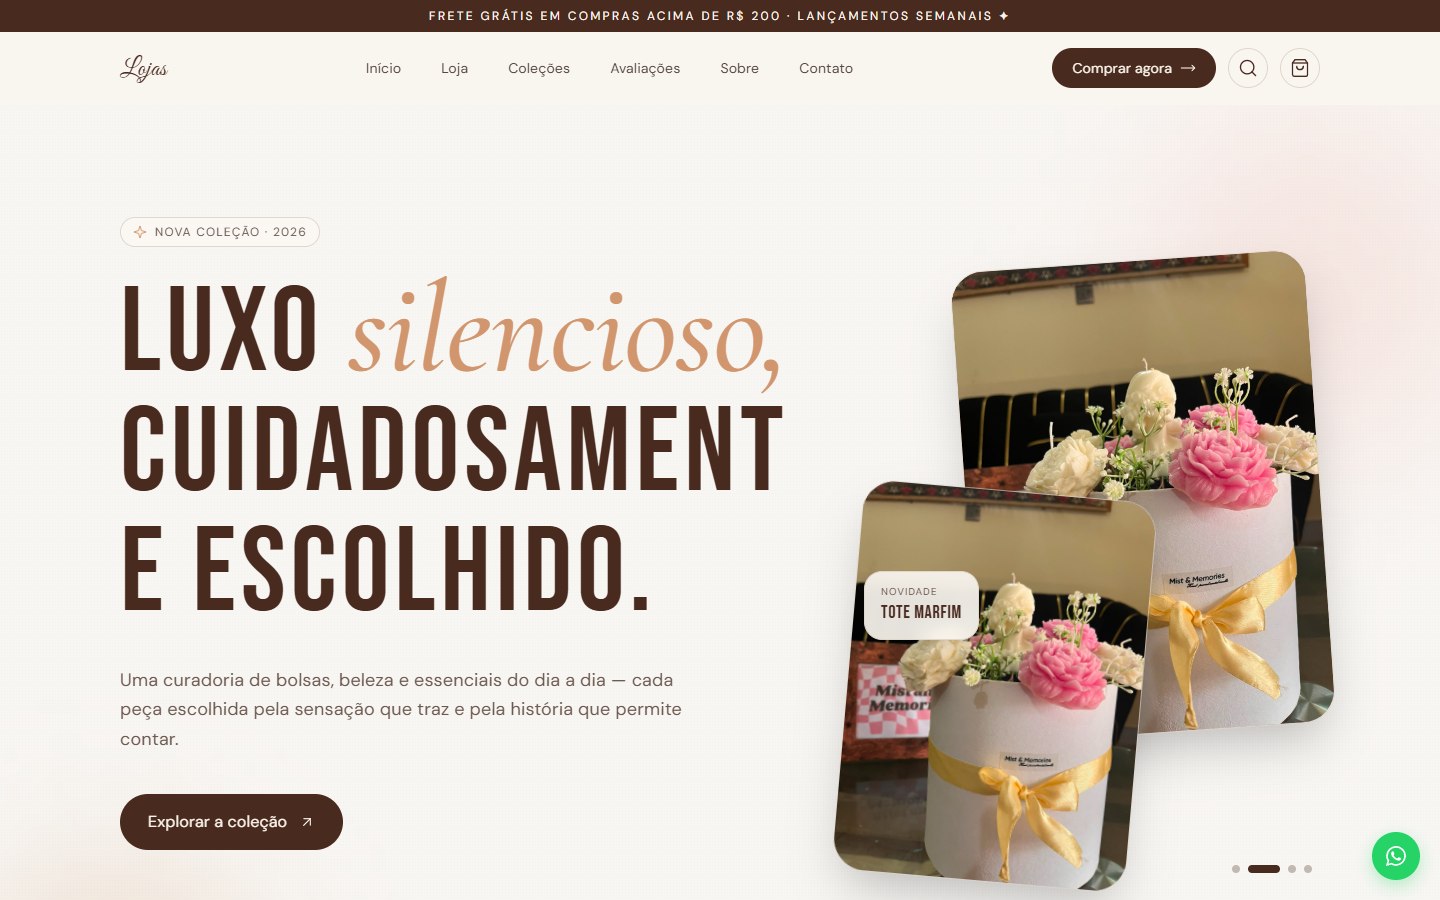 FRETE GRÁTIS EM COMPRAS ACIMA DE R$ 200 · LANÇAMENTOS SEMANAIS ✦
Lojas
Início
Loja
Coleções
Avaliações
Sobre
Contato
Comprar agora →
NOVA COLEÇÃO · 2026
LUXO silencioso,
CUIDADOSAMENT
E ESCOLHIDO.
Uma curadoria de bolsas, beleza e essenciais do dia a dia — cada
peça escolhida pela sensação que traz e pela história que permite
contar.
Explorar a coleção
NOVIDADE
TOTE MARFIM
Mist & Memories
Mist & Memories